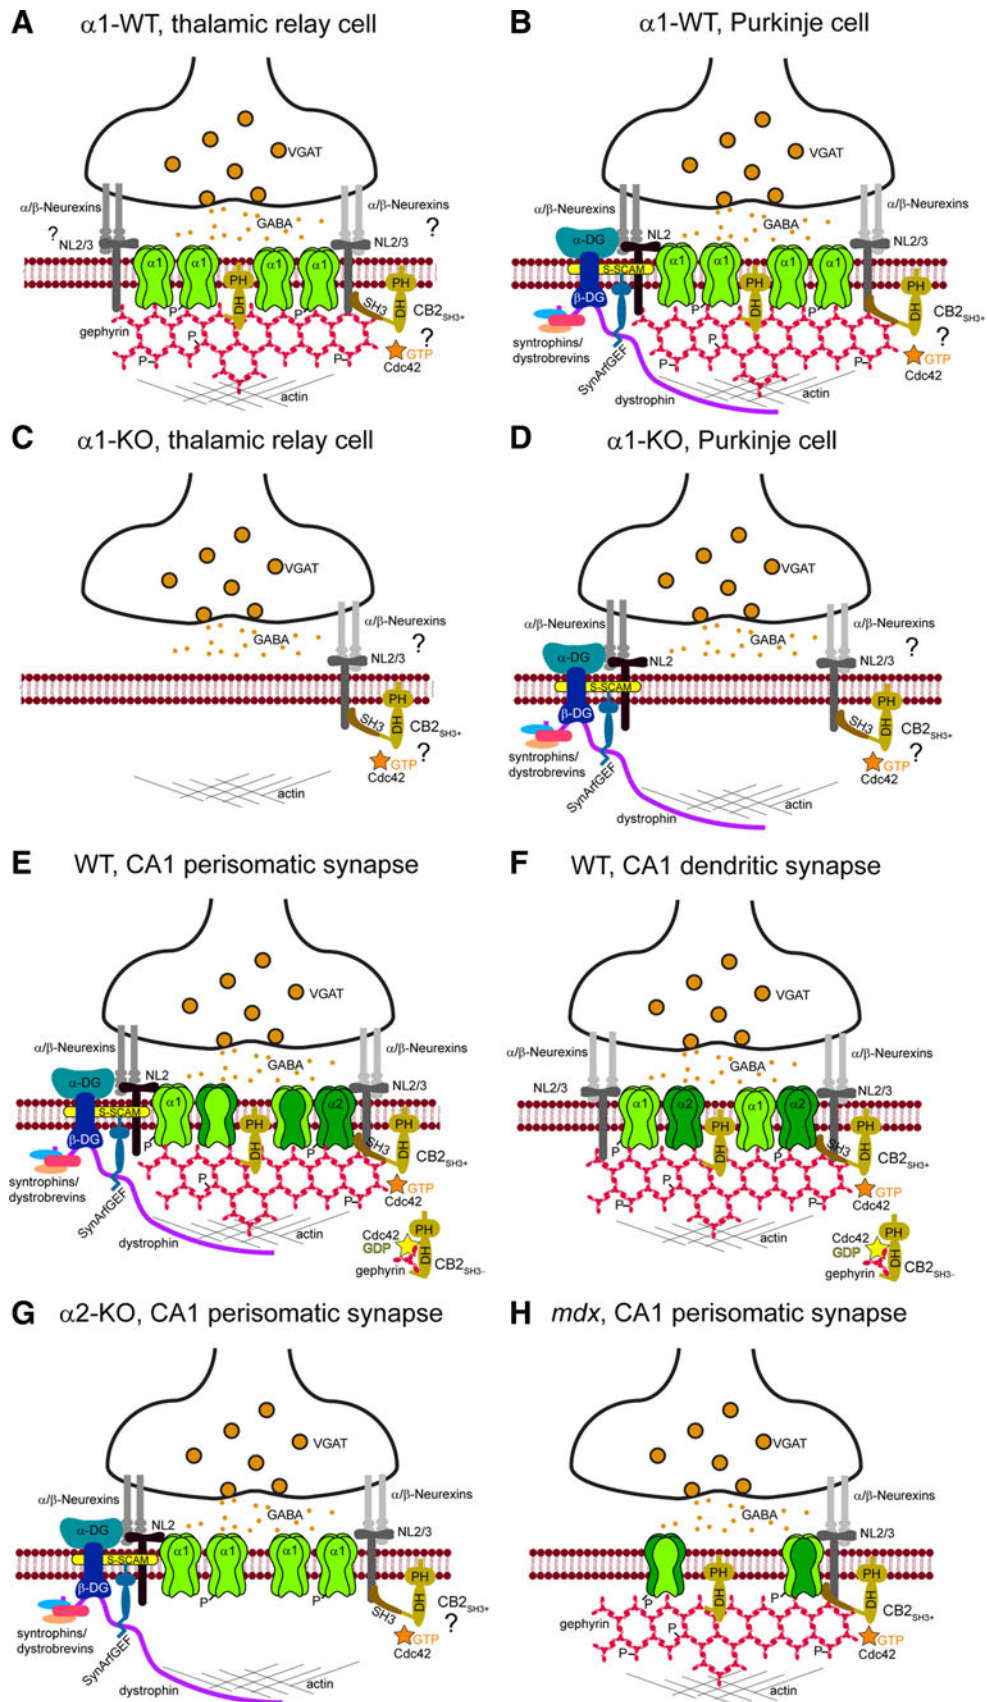 A α1-WT, thalamic relay cell
VGAT
α/β-Neurexins
α/β-Neurexins
GABA
?
?
NL2/3
NL2/3
α1
α1
α1
α1
PH
PH
DH
SH3
DH
CB2SH3+
P
P
gephyrin
P
P
?
GTP
Cdc42
actin
B α1-WT, Purkinje cell
VGAT
α/β-Neurexins
α/β-Neurexins
GABA
?
α-DG
NL2
NL2/3
S-SCAM
α1
α1
α1
α1
PH
PH
β-DG
DH
SH3
DH
CB2SH3+
P
P
P
P
?
GTP
Cdc42
syntrophins/
dystrobrevins
SynArfGEF
dystrophin
actin
C α1-KO, thalamic relay cell
VGAT
α/β-Neurexins
GABA
?
NL2/3
PH
SH3
DH
CB2SH3+
?
GTP
Cdc42
actin
D α1-KO, Purkinje cell
VGAT
α/β-Neurexins
α/β-Neurexins
GABA
?
α-DG
NL2
NL2/3
S-SCAM
PH
β-DG
SH3
DH
CB2SH3+
?
GTP
Cdc42
syntrophins/
dystrobrevins
SynArfGEF
dystrophin
actin
E WT, CA1 perisomatic synapse
VGAT
α/β-Neurexins
α/β-Neurexins
GABA
α-DG
NL2
NL2/3
S-SCAM
α1
α2
PH
PH
β-DG
P
DH
SH3
DH
CB2SH3+
syntrophins/
dystrobrevins
SynArfGEF
P
P
GTP
Cdc42
dystrophin
actin
PH
Cdc42
GDP
DH
gephyrin
CB2SH3–
F WT, CA1 dendritic synapse
VGAT
α/β-Neurexins
α/β-Neurexins
GABA
NL2/3
NL2/3
α1
α2
α1
α2
PH
PH
P
DH
SH3
DH
CB2SH3+
P
P
GTP
Cdc42
actin
PH
Cdc42
GDP
DH
gephyrin
CB2SH3–
G α2-KO, CA1 perisomatic synapse
VGAT
α/β-Neurexins
α/β-Neurexins
GABA
α-DG
NL2
NL2/3
S-SCAM
α1
α1
α1
α1
PH
β-DG
P
P
SH3
DH
CB2SH3+
?
GTP
Cdc42
syntrophins/
dystrobrevins
SynArfGEF
dystrophin
actin
H mdx, CA1 perisomatic synapse
VGAT
α/β-Neurexins
GABA
NL2/3
PH
PH
P
DH
P
DH
CB2SH3+
gephyrin
P
P
GTP
Cdc42
actin